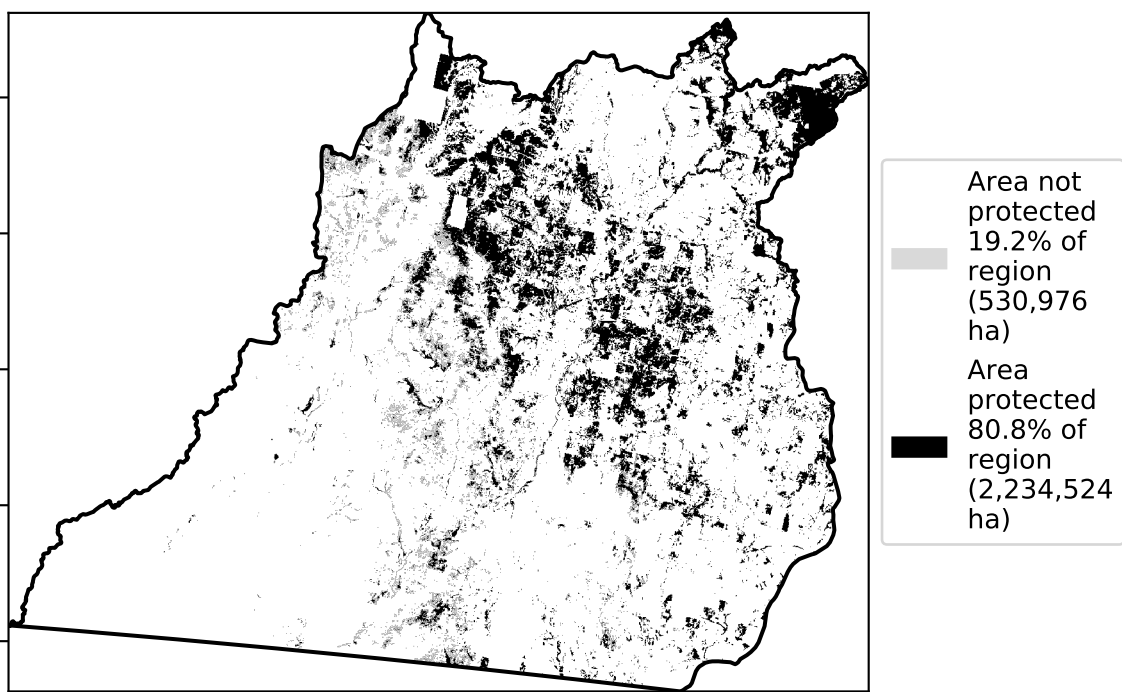 Area not
protected
19.2% of
region
(530,976
ha)
Area
protected
80.8% of
region
(2,234,524
ha)